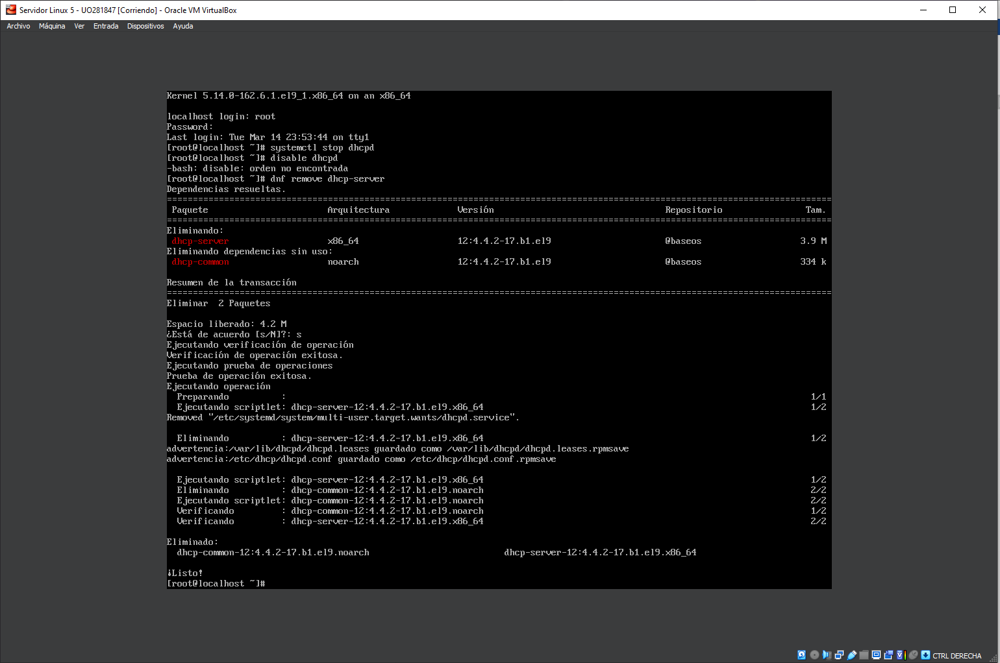 Servidor Linux 5 - UO281847 [Corriendo] - Oracle VM VirtualBox
Archivo Máquina Ver Entrada Dispositivos Ayuda
Kernel 5.14.0-162.6.1.el9_1.x86_64 on an x86_64
localhost login: root
Password:
Last login: Tue Mar 14 23:53:44 on tty1
[root@localhost ~]# systemctl stop dhcpd
[root@localhost ~]# disable dhcpd
-bash: disable: orden no encontrada
[root@localhost ~]# dnf remove dhcp-server
Dependencias resueltas.
================================================================================================================================
Paquete Arquitectura Versión Repositorio Tam.
================================================================================================================================
Eliminando:
dhcp-server x86_64 12:4.4.2-17.b1.el9 @baseos 3.9 M
Eliminando dependencias sin uso:
dhcp-common noarch 12:4.4.2-17.b1.el9 @baseos 334 k
Resumen de la transacción
================================================================================================================================
Eliminar  2 Paquetes
Espacio liberado: 4.2 M
¿Está de acuerdo [s/N]?: s
Ejecutando verificación de operación
Verificación de operación exitosa.
Ejecutando prueba de operaciones
Prueba de operación exitosa.
Ejecutando operación
Preparando : 1/1
Ejecutando scriptlet: dhcp-server-12:4.4.2-17.b1.el9.x86_64 1/2
Removed "/etc/systemd/system/multi-user.target.wants/dhcpd.service".
Eliminando : dhcp-server-12:4.4.2-17.b1.el9.x86_64 1/2
advertencia:/var/lib/dhcpd/dhcpd.leases guardado como /var/lib/dhcpd/dhcpd.leases.rpmsave
advertencia:/etc/dhcp/dhcpd.conf guardado como /etc/dhcp/dhcpd.conf.rpmsave
Ejecutando scriptlet: dhcp-server-12:4.4.2-17.b1.el9.x86_64 1/2
Eliminando : dhcp-common-12:4.4.2-17.b1.el9.noarch 2/2
Ejecutando scriptlet: dhcp-common-12:4.4.2-17.b1.el9.noarch 2/2
Verificando : dhcp-common-12:4.4.2-17.b1.el9.noarch 1/2
Verificando : dhcp-server-12:4.4.2-17.b1.el9.x86_64 2/2
Eliminado:
dhcp-common-12:4.4.2-17.b1.el9.noarch dhcp-server-12:4.4.2-17.b1.el9.x86_64
¡Listo!
[root@localhost ~]#
CTRL DERECHA